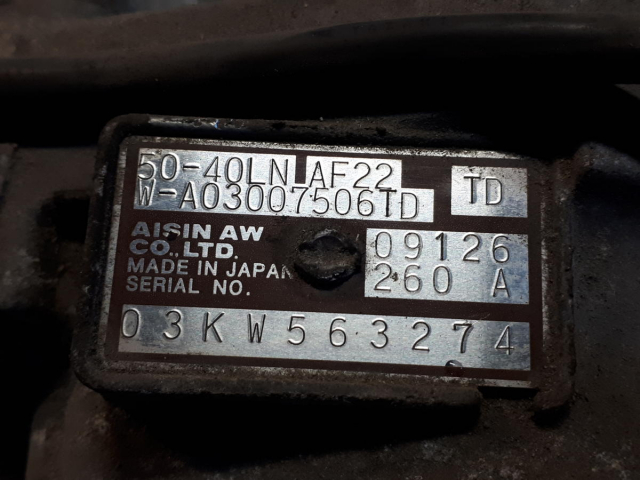 50-40LN AF22
W-A03007506TD
TD
AISIN AW
CO.,LTD.
MADE IN JAPAN
SERIAL NO.
09126
260 A
03KW563274